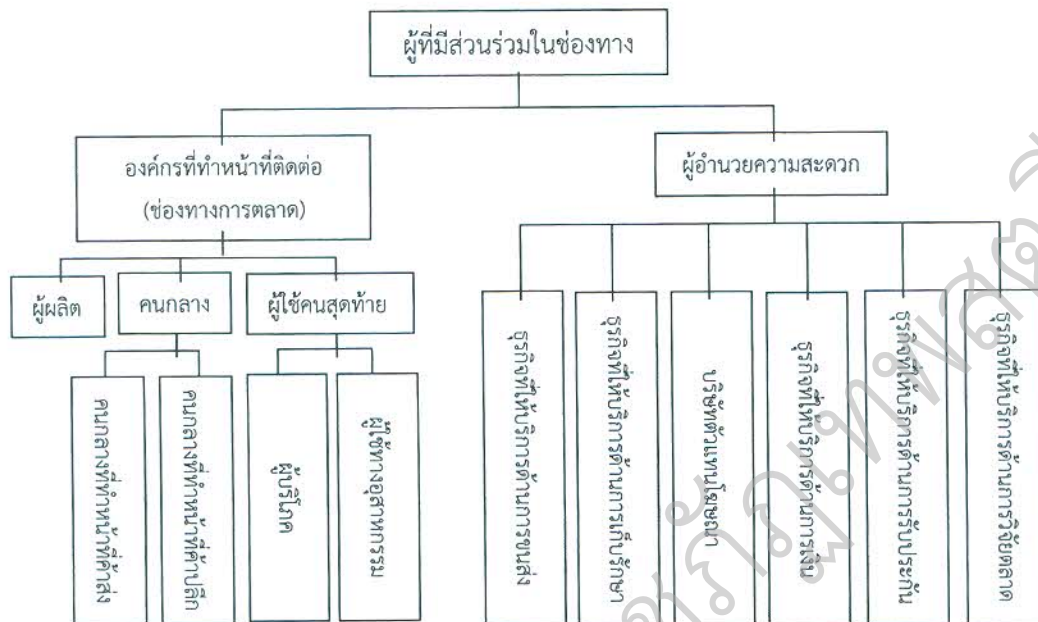 ผู้ที่มีส่วนร่วมในช่องทาง
องค์กรที่ทำหน้าที่ติดต่อ
(ช่องทางการตลาด)
ผู้อำนวยความสะดวก
ผู้ผลิต
คนกลาง
ผู้ใช้คนสุดท้าย
คนกลางที่ทำหน้าที่ค้าส่ง
คนกลางที่ทำหน้าที่ค้าปลีก
ผู้บริโภค
ผู้ใช้ทางอุตสาหกรรม
ธุรกิจที่ให้บริการด้านการขนส่ง
ธุรกิจที่ให้บริการด้านการเก็บรักษา
บริษัทตัวแทนโฆษณา
ธุรกิจที่ให้บริการด้านการเงิน
ธุรกิจที่ให้บริการด้านการรับประกัน
ธุรกิจที่ให้บริการด้านการวิจัยตลาด